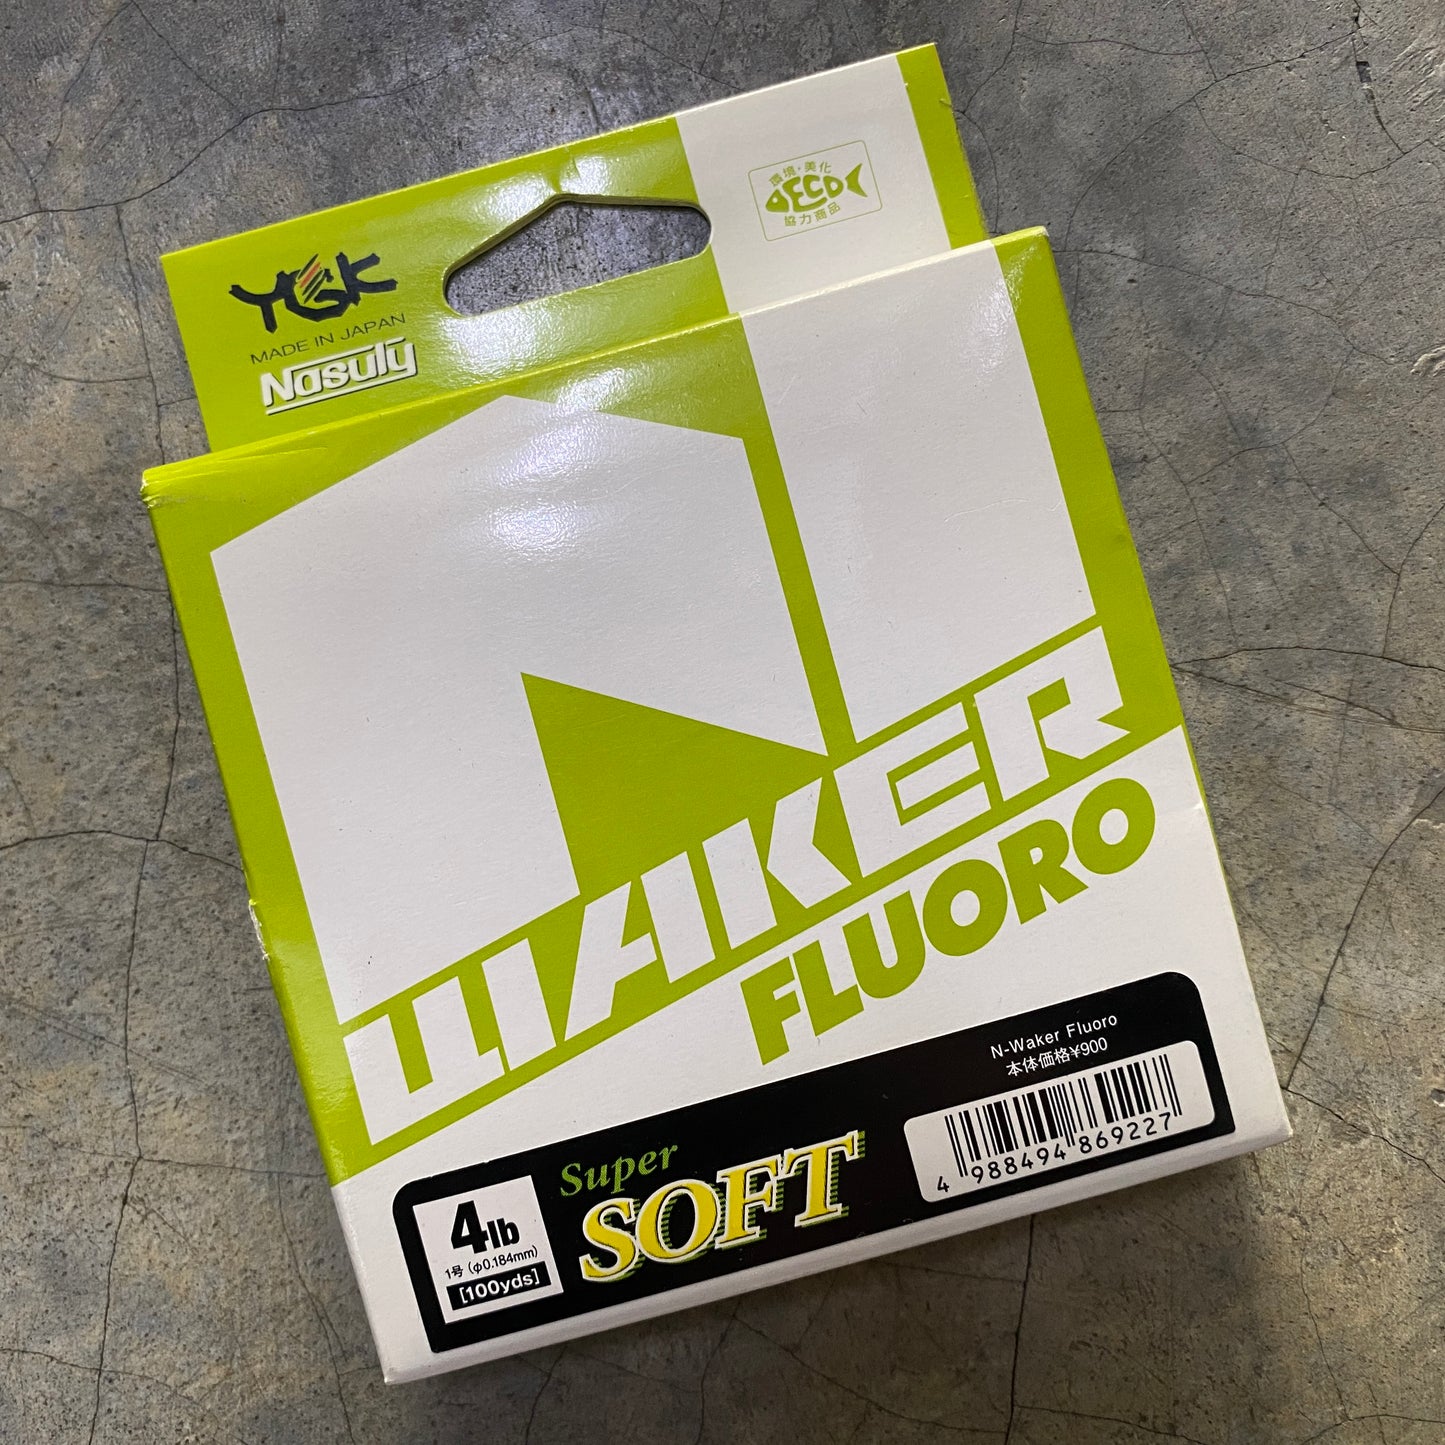 YGK
MADE IN JAPAN
Nasuly
環境・美化
ECO
協力商品
N
WAKER
FLUORO
N-Waker Fluoro
本体価格¥900
4 988494 869227
Super
SOFT
4lb
1号(φ0.184mm)
[100yds]